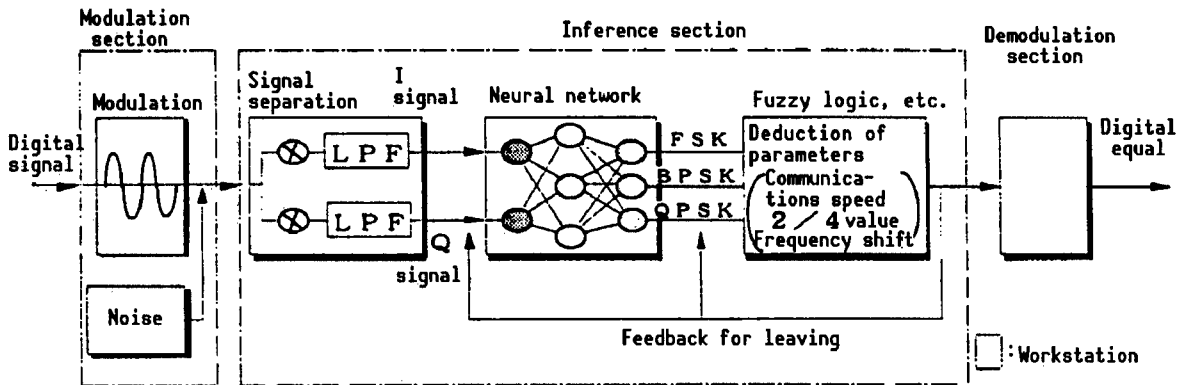 Modulation
section
Inference section
Demodulation
section
Modulation
Signal
separation
I
signal
Neural network
Fuzzy logic, etc.
Digital
signal
LPF
LPF
Q
signal
FSK
BPSK
QPSK
Deduction of
parameters
Communica-
tions speed
2/4 value
Frequency shift
Digital
equal
Noise
Feedback for leaving
:Workstation